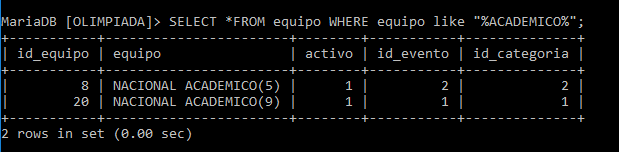 MariaDB [OLIMPIADA]> SELECT *FROM equipo WHERE equipo like "%ACADEMICO%";
+-----------+----------------------+--------+-----------+--------------+
| id_equipo | equipo               | activo | id_evento | id_categoria |
+-----------+----------------------+--------+-----------+--------------+
|         8 | NACIONAL ACADEMICO(5) |      1 |         2 |            2 |
|        20 | NACIONAL ACADEMICO(9) |      1 |         1 |            1 |
+-----------+----------------------+--------+-----------+--------------+
2 rows in set (0.00 sec)